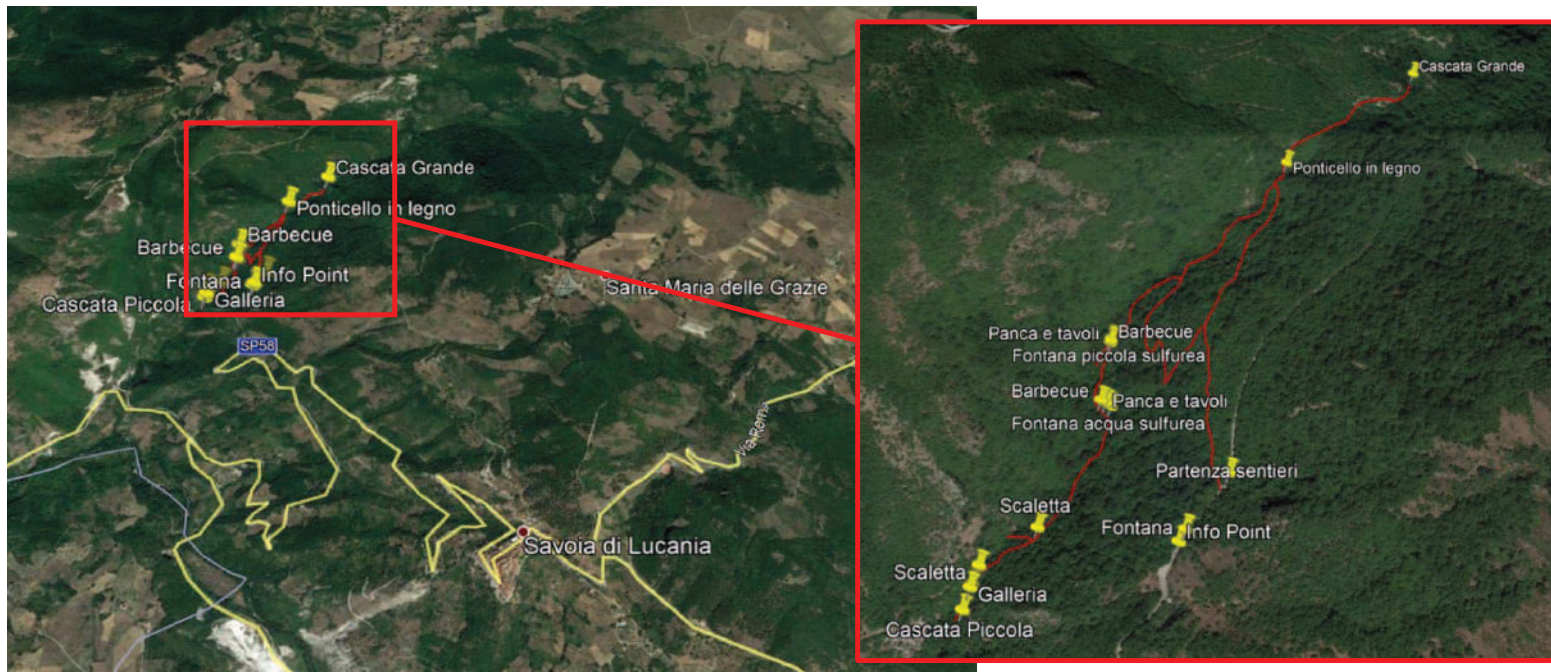 Cascata Grande
Ponticello in legno
Barbecue
Barbecue
Fontana
Info Point
Cascata Piccola
Galleria
Santa Maria delle Grazie
SP58
Via Roma
Savoia di Lucania
Cascata Grande
Ponticello in legno
Panca e tavoli
Barbecue
Fontana piccola sulfurea
Barbecue
Panca e tavoli
Fontana acqua sulfurea
Partenza sentieri
Scaletta
Fontana
Info Point
Scaletta
Galleria
Cascata Piccola